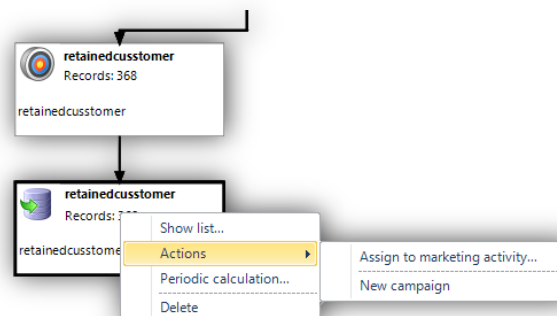 retainedcusstomer
Records: 368
retainedcusstomer
retainedcusstomer
Records:
Show list...
retainedcusstome
Actions
Assign to marketing activity...
Periodic calculation...
New campaign
Delete